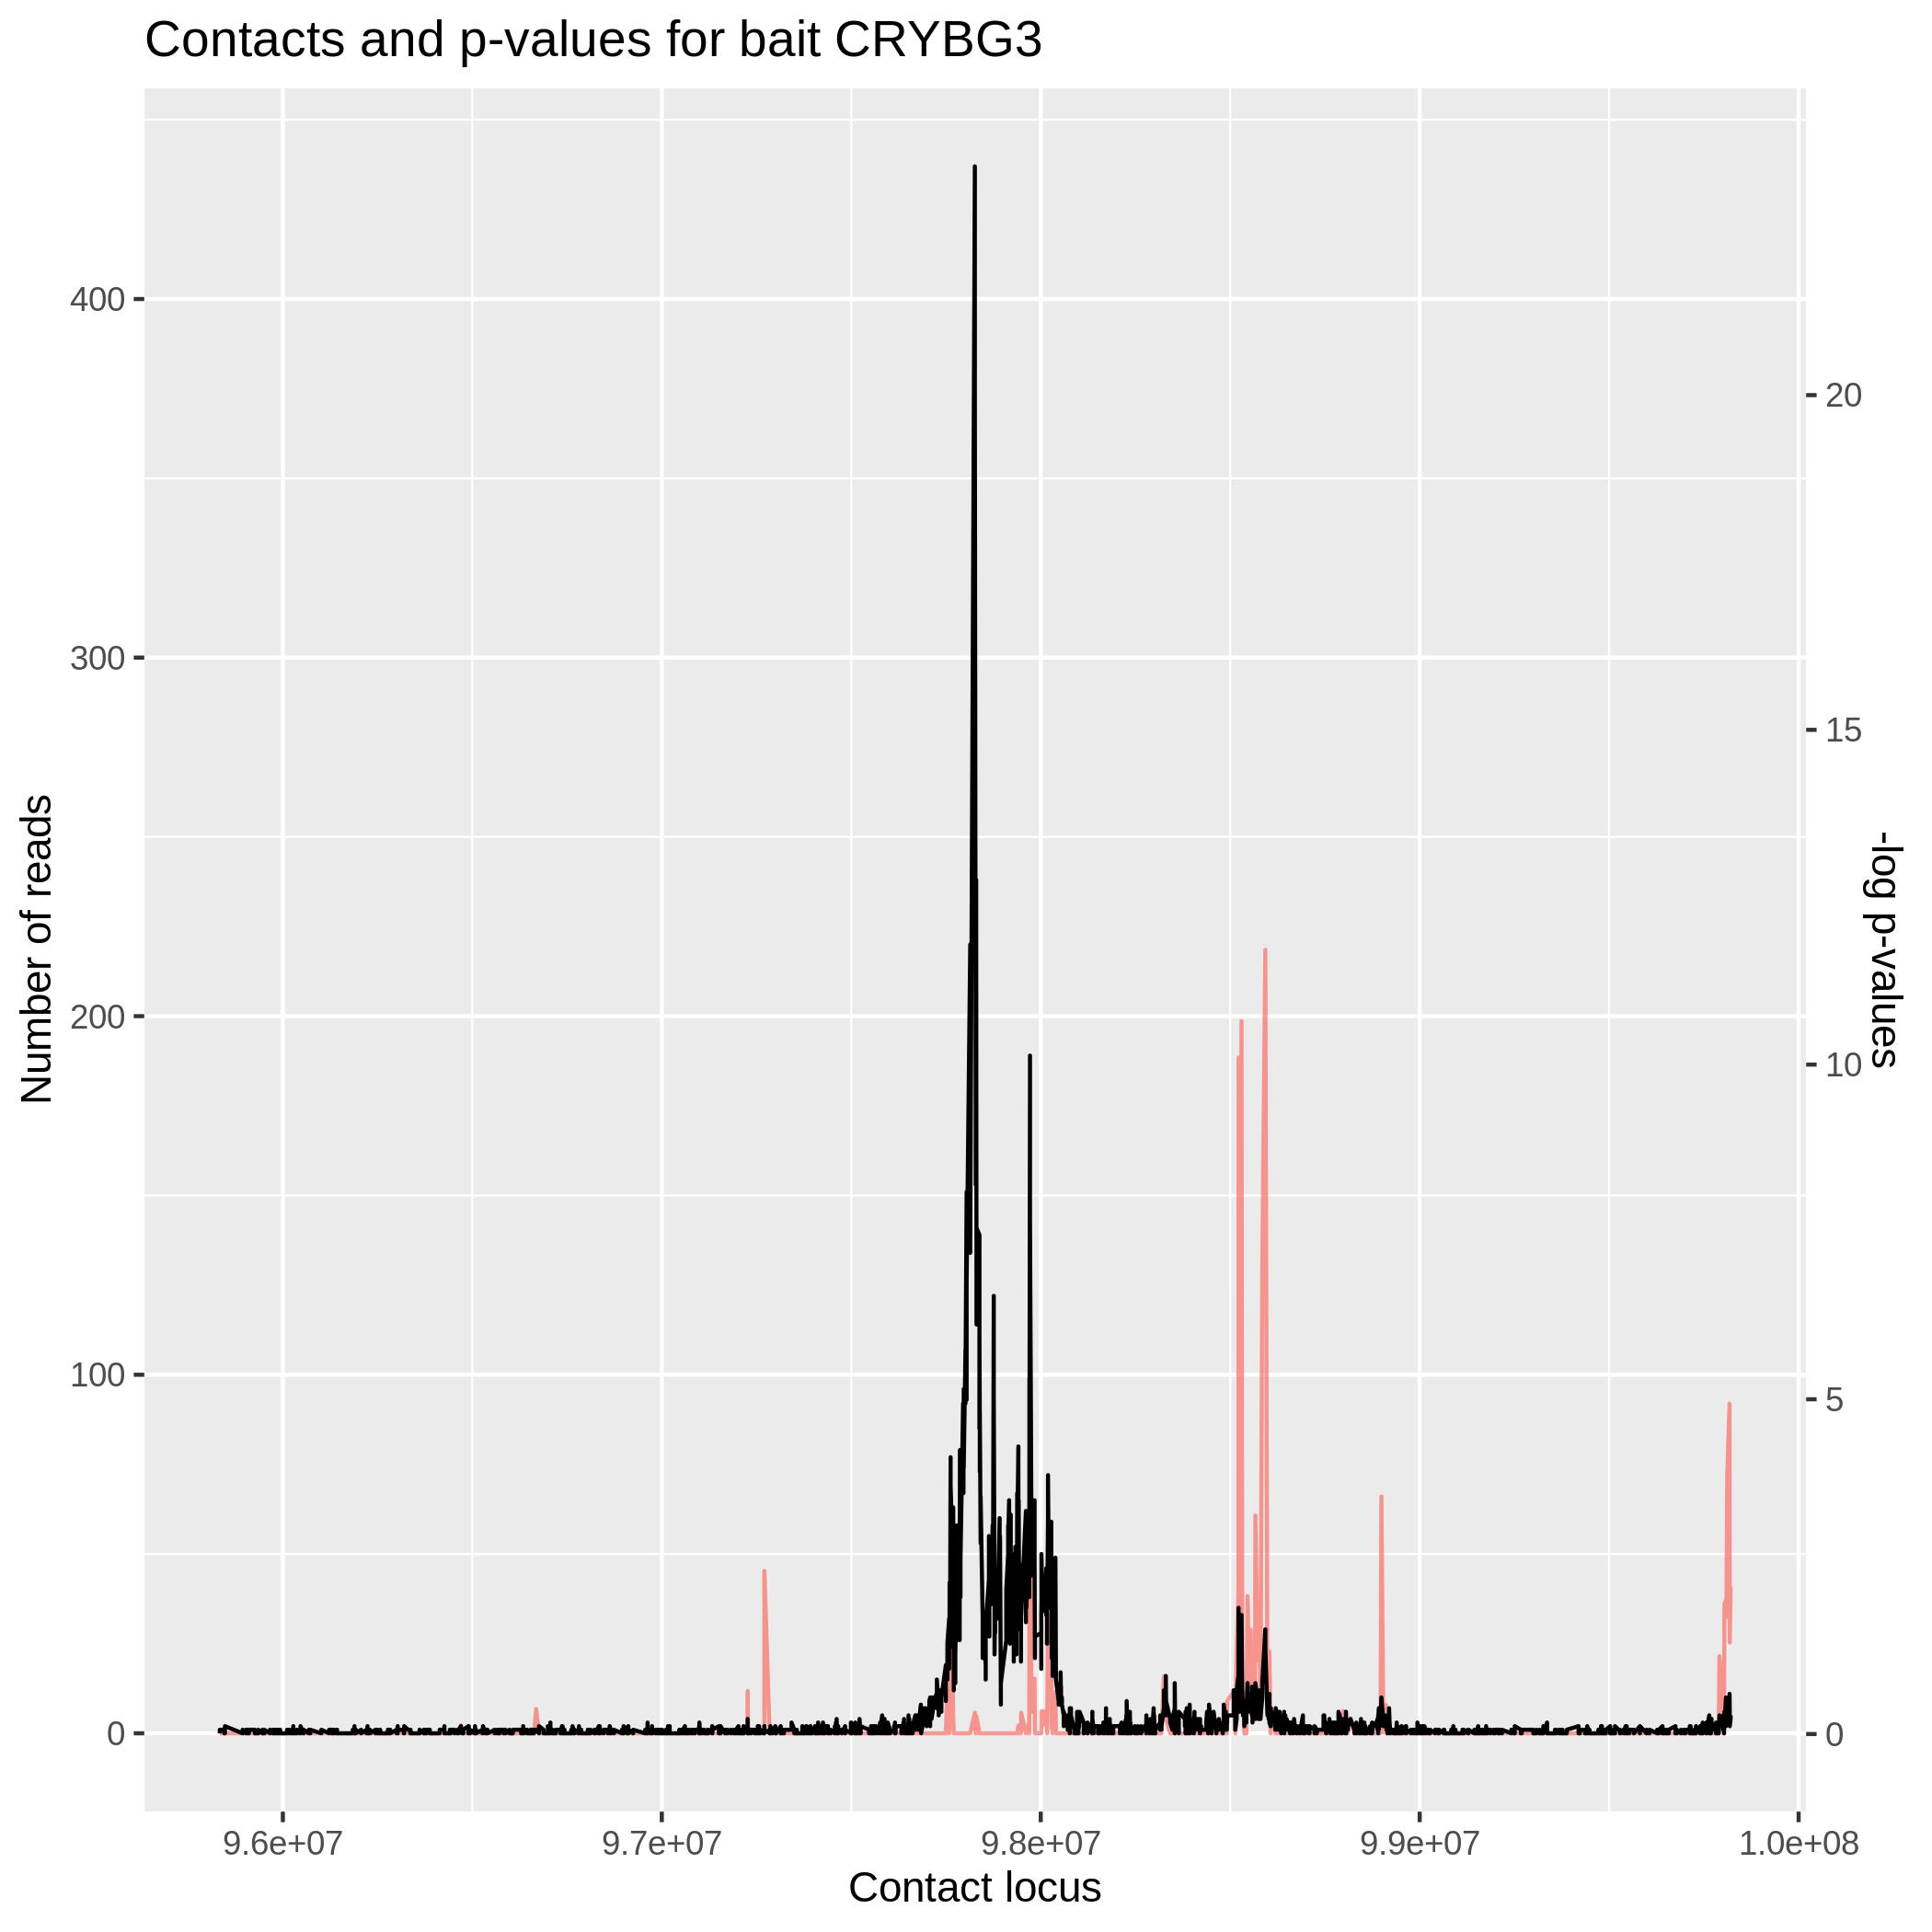 Contacts and p-values for bait CRYBG3
Number of reads
400
300
200
100
0
20
15
10
5
0
-log p-values
9.6e+07 9.7e+07 9.8e+07 9.9e+07 1.0e+08
Contact locus